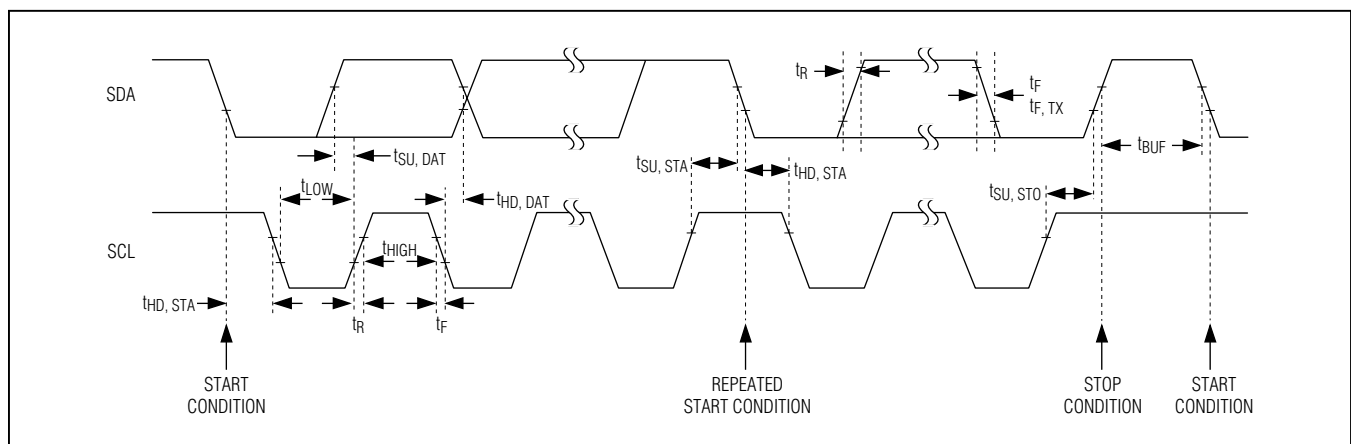 SDA
tR
tF
tF, TX
tSU, DAT
tSU, STA
tHD, STA
tBUF
tLOW
tHD, DAT
tSU, STO
SCL
tHIGH
tHD, STA
tR
tF
START
CONDITION
REPEATED
START CONDITION
STOP
CONDITION
START
CONDITION